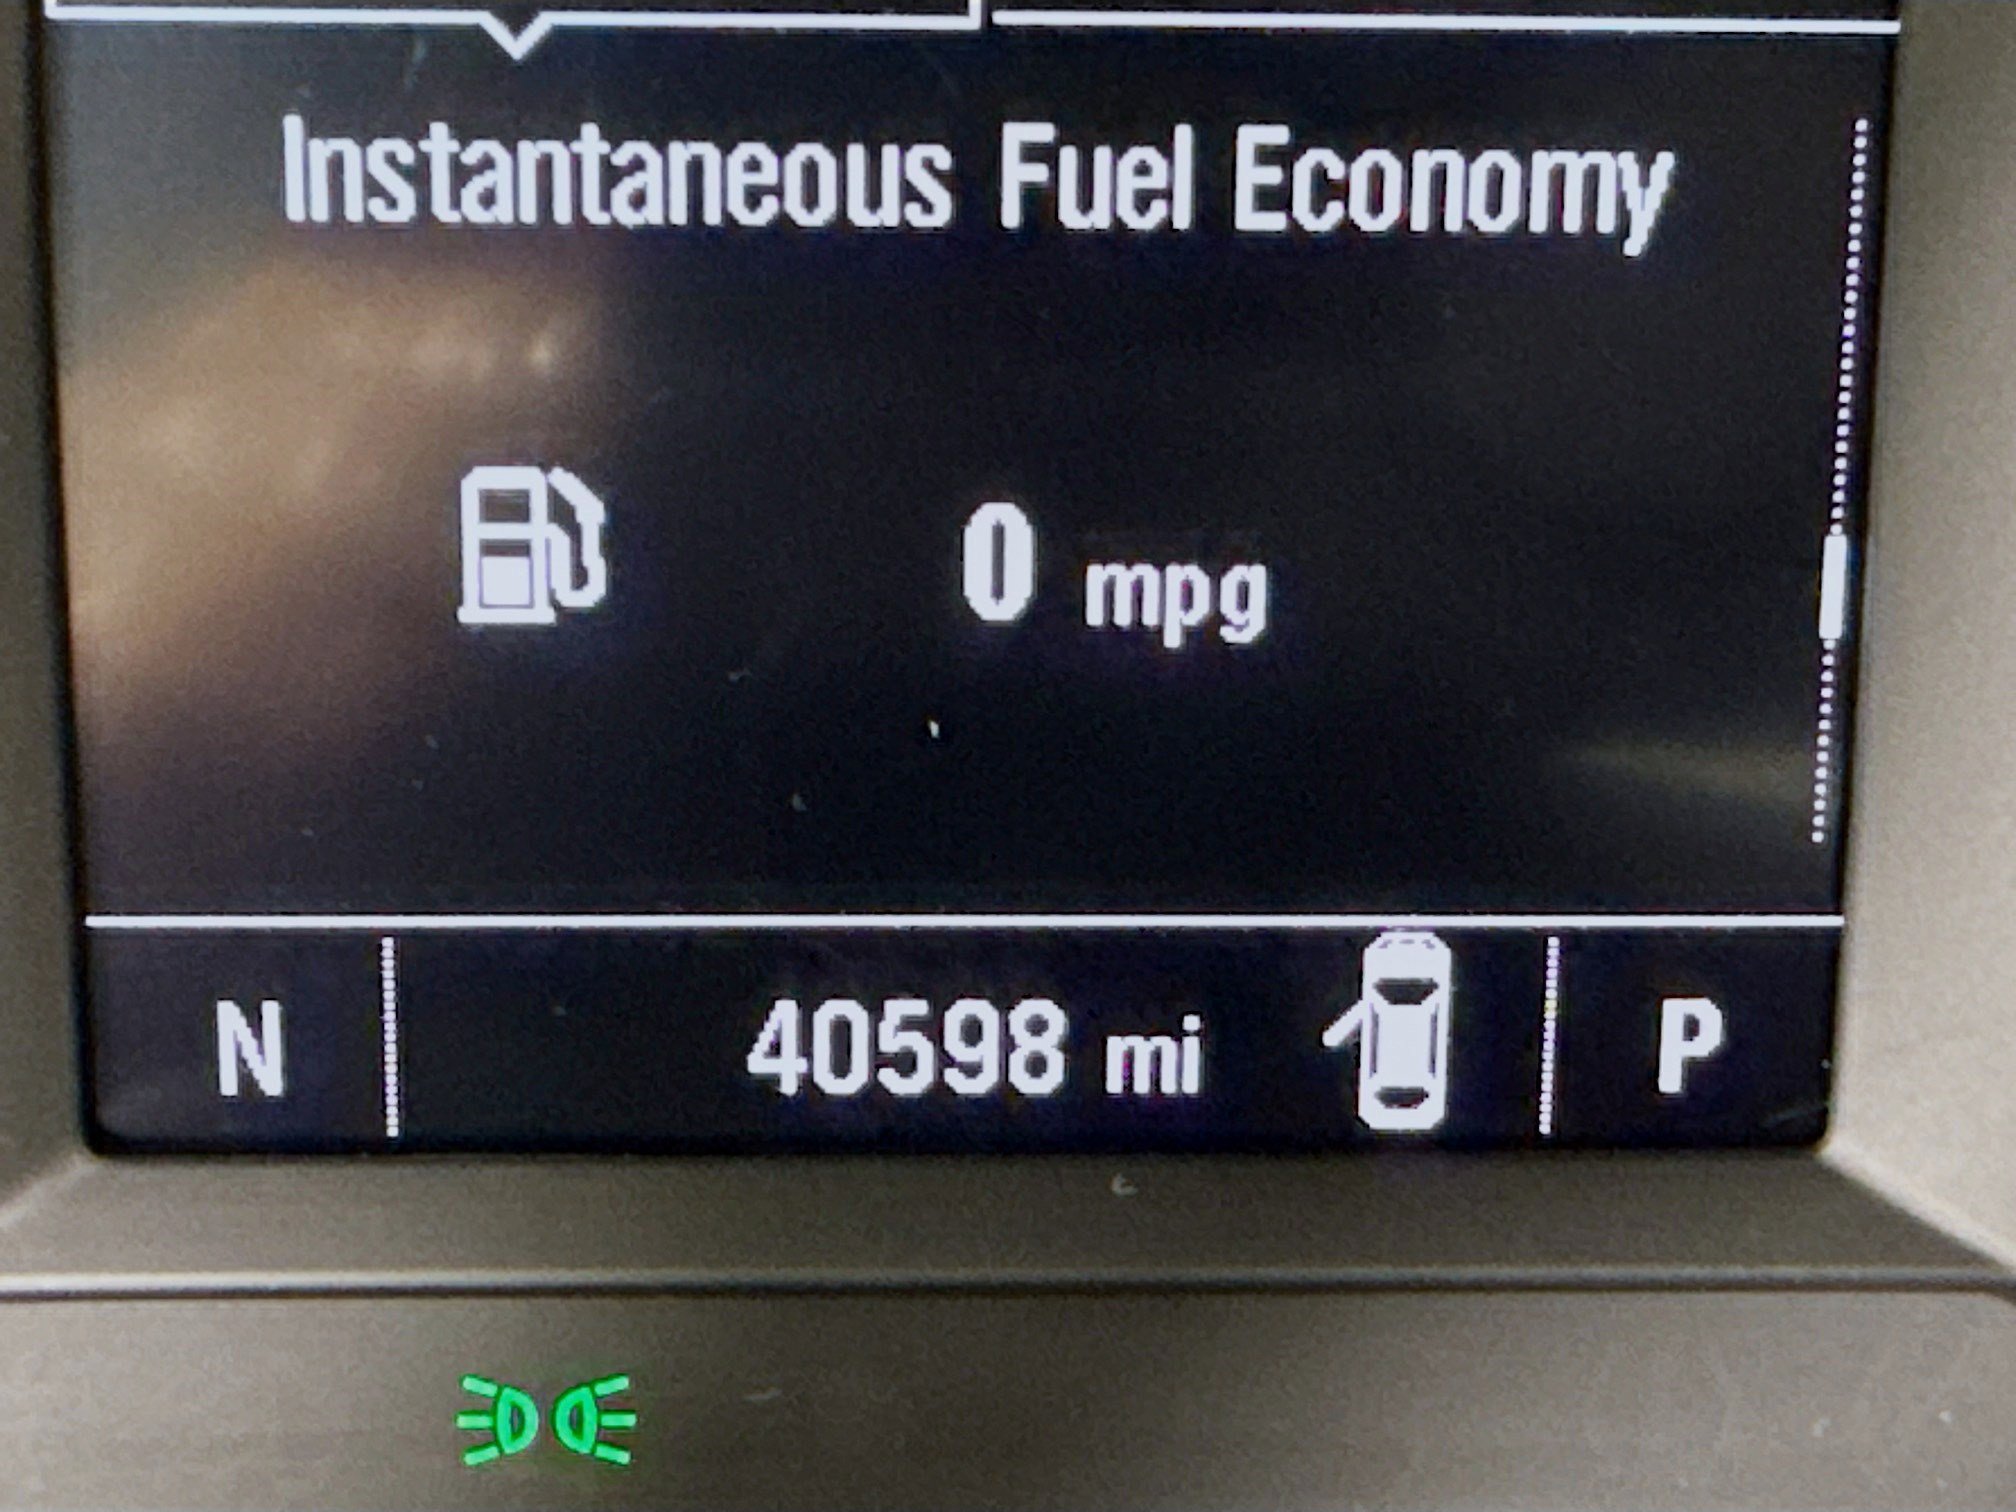 Instantaneous Fuel Economy
0 mpg
N 40598 mi P